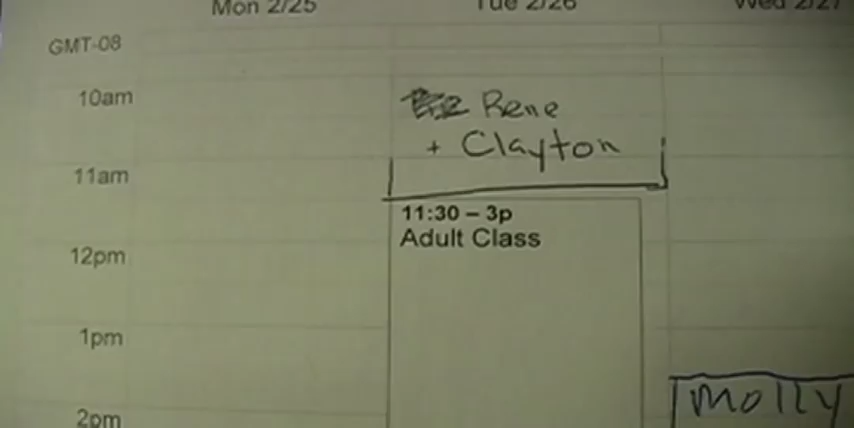 Mon 2/25
Tue 2/26
Wed 2/27
GMT-08
10am
Rene
+ Clayton
11am
11:30 – 3p
Adult Class
12pm
1pm
Molly
2pm